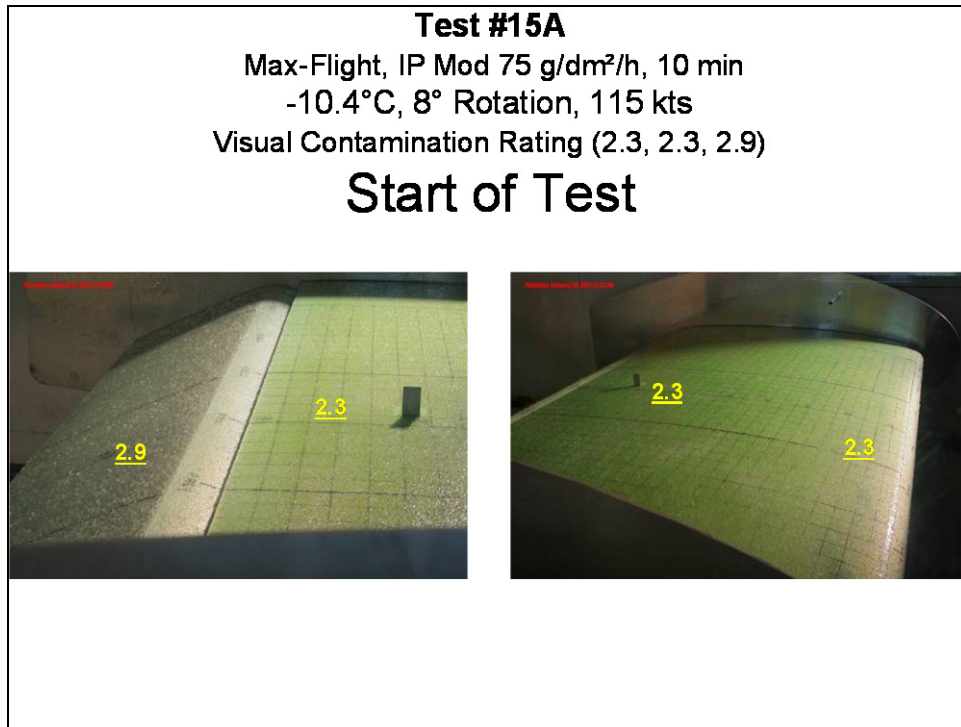 Test #15A
Max-Flight, IP Mod 75 g/dm²/h, 10 min
-10.4°C, 8° Rotation, 115 kts
Visual Contamination Rating (2.3, 2.3, 2.9)
Start of Test
2.3
2.9
2.3
2.3